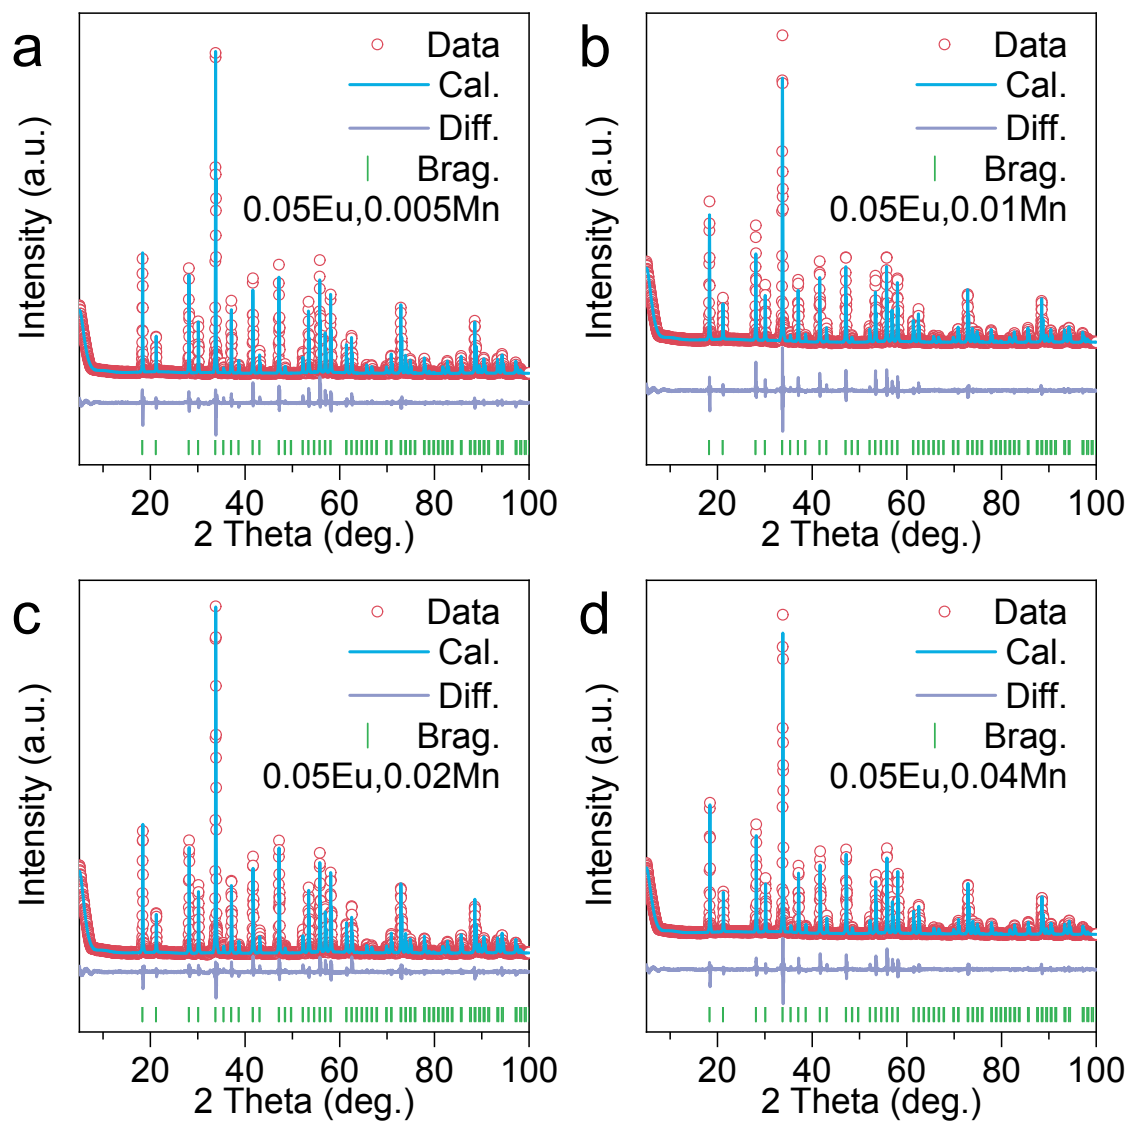 a
Data
Cal.
Diff.
Brag.
0.05Eu,0.005Mn
Intensity (a.u.)
20 40 60 80 100
2 Theta (deg.)
b
Data
Cal.
Diff.
Brag.
0.05Eu,0.01Mn
Intensity (a.u.)
20 40 60 80 100
2 Theta (deg.)
c
Data
Cal.
Diff.
Brag.
0.05Eu,0.02Mn
Intensity (a.u.)
20 40 60 80 100
2 Theta (deg.)
d
Data
Cal.
Diff.
Brag.
0.05Eu,0.04Mn
Intensity (a.u.)
20 40 60 80 100
2 Theta (deg.)